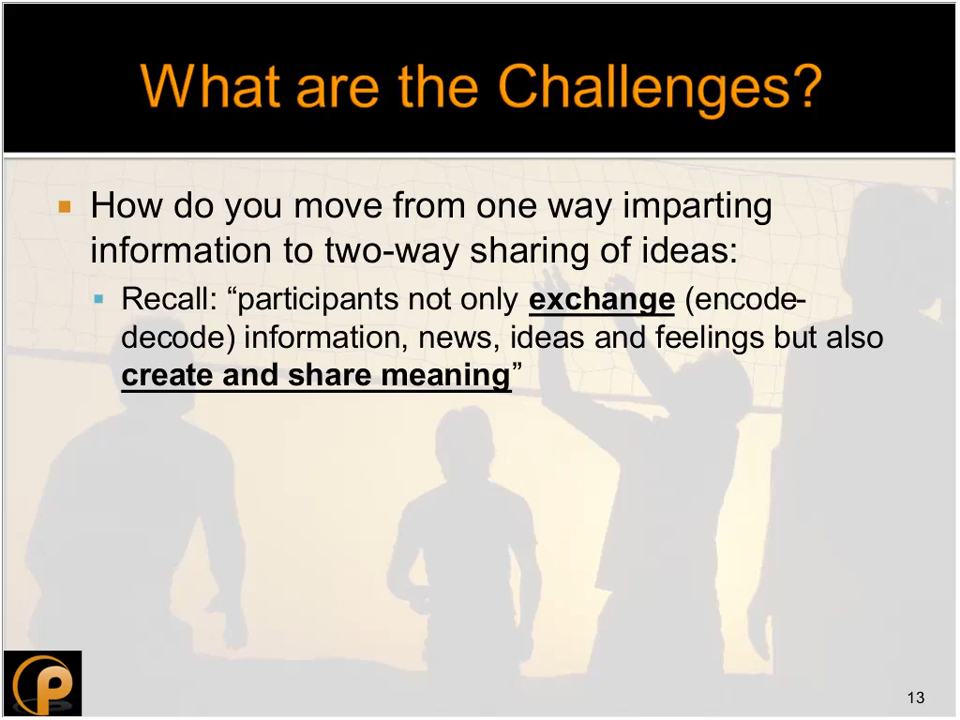 What are the Challenges?
How do you move from one way imparting
information to two-way sharing of ideas:
Recall: “participants not only exchange (encode-
decode) information, news, ideas and feelings but also
create and share meaning”
P
13